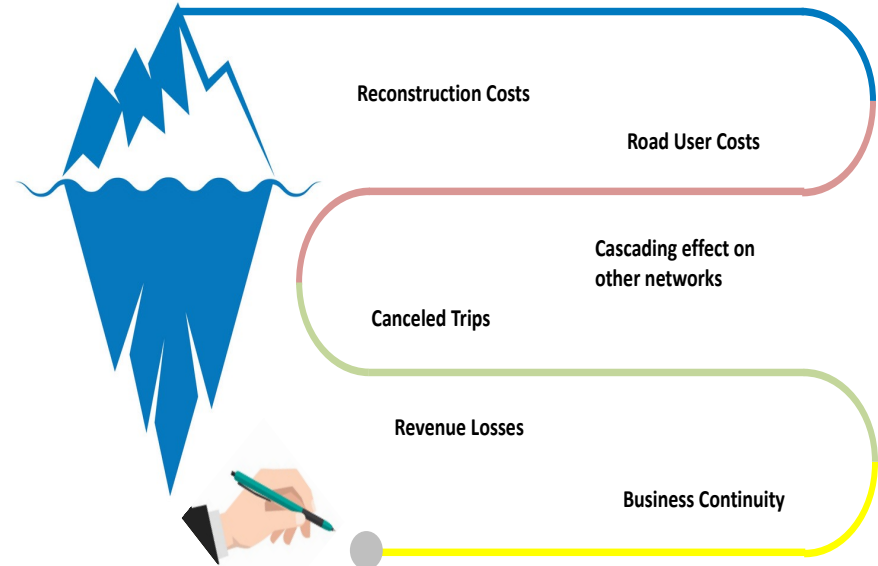 Reconstruction Costs
Road User Costs
Cascading effect on
other networks
Canceled Trips
Revenue Losses
Business Continuity